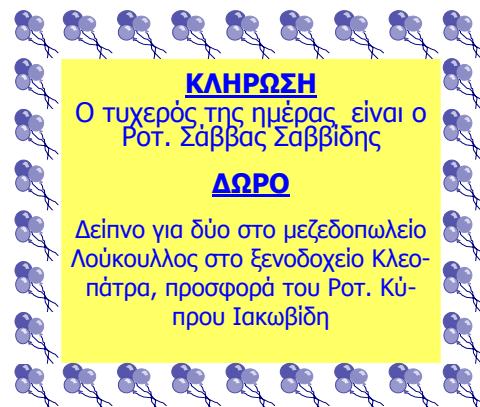 ΚΛΗΡΩΣΗ
Ο τυχερός της ημέρας είναι ο
Ροτ. Σάββας Σαββίδης
ΔΩΡΟ
Δείπνο για δύο στο μεζεδοπωλείο
Λούκουλλος στο ξενοδοχείο Κλεο-
πάτρα, προσφορά του Ροτ. Κύ-
πρου Ιακωβίδη